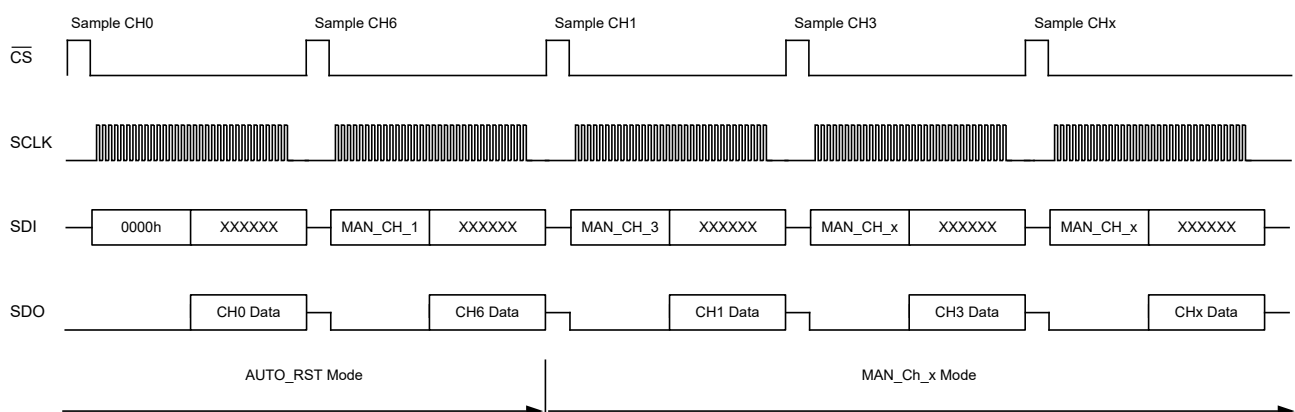 Sample CH0 Sample CH6 Sample CH1 Sample CH3 Sample CHx
CS
SCLK
SDI 0000h XXXXXX MAN_CH_1 XXXXXX MAN_CH_3 XXXXXX MAN_CH_x XXXXXX MAN_CH_x XXXXXX
SDO CH0 Data CH6 Data CH1 Data CH3 Data CHx Data
AUTO_RST Mode MAN_Ch_x Mode